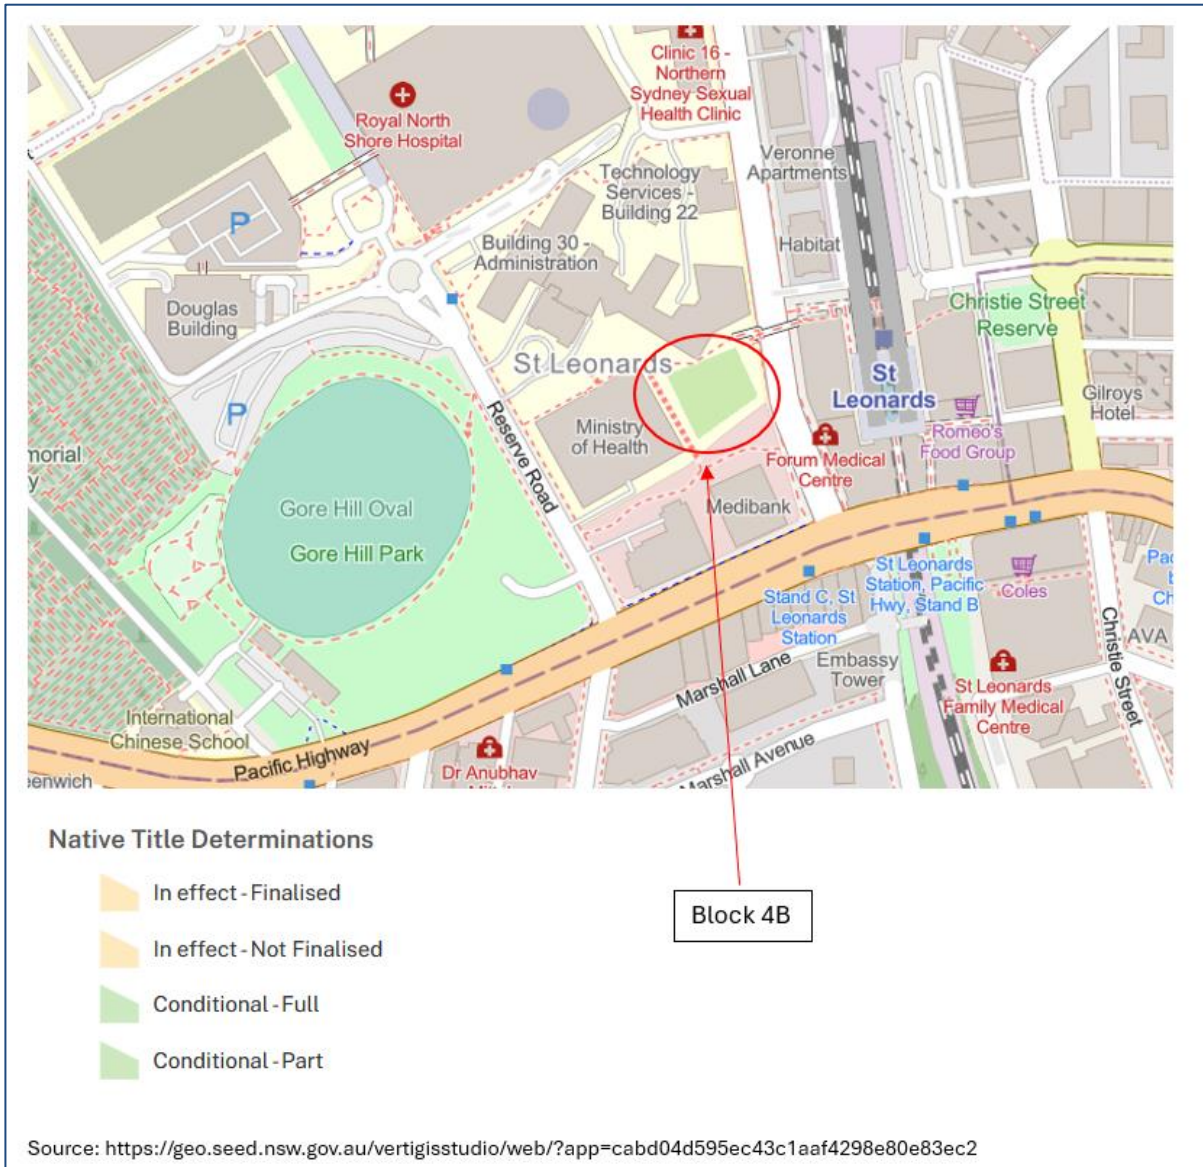 Clinic 16 -
Northern
Sydney Sexual
Health Clinic
Royal North
Shore Hospital
Veronne
Apartments
Technology
Services -
Building 22
P
Building 30 -
Administration
Habitat
Douglas
Building
Christie Street
Reserve
St Leonards
St
Leonards
Gilroys
Hotel
P
Reserve Road
Ministry
of Health
Romeo's
Food Group
Forum Medical
Centre
Gore Hill Oval
Gore Hill Park
Medibank
St Leonards
Station, Pacific
Hwy, Stand B
Coles
Stand C, St
Leonards
Station
Christie Street
AVA
Marshall Lane
Embassy
Tower
St Leonards
Family Medical
Centre
International
Chinese School
Pacific Highway
Marshall Avenue
Dr Anubhav
Native Title Determinations
In effect - Finalised
In effect - Not Finalised
Conditional - Full
Conditional - Part
Block 4B
Source: https://geo.seed.nsw.gov.au/vertigisstudio/web/?app=cabd04d595ec43c1aaf4298e80e83ec2